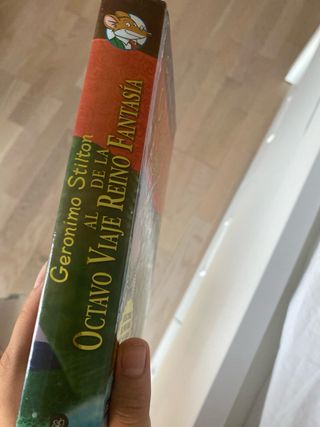 Geronimo Stilton
OCTAVO VIAJE
AL REINO
DE LA FANTASÍA